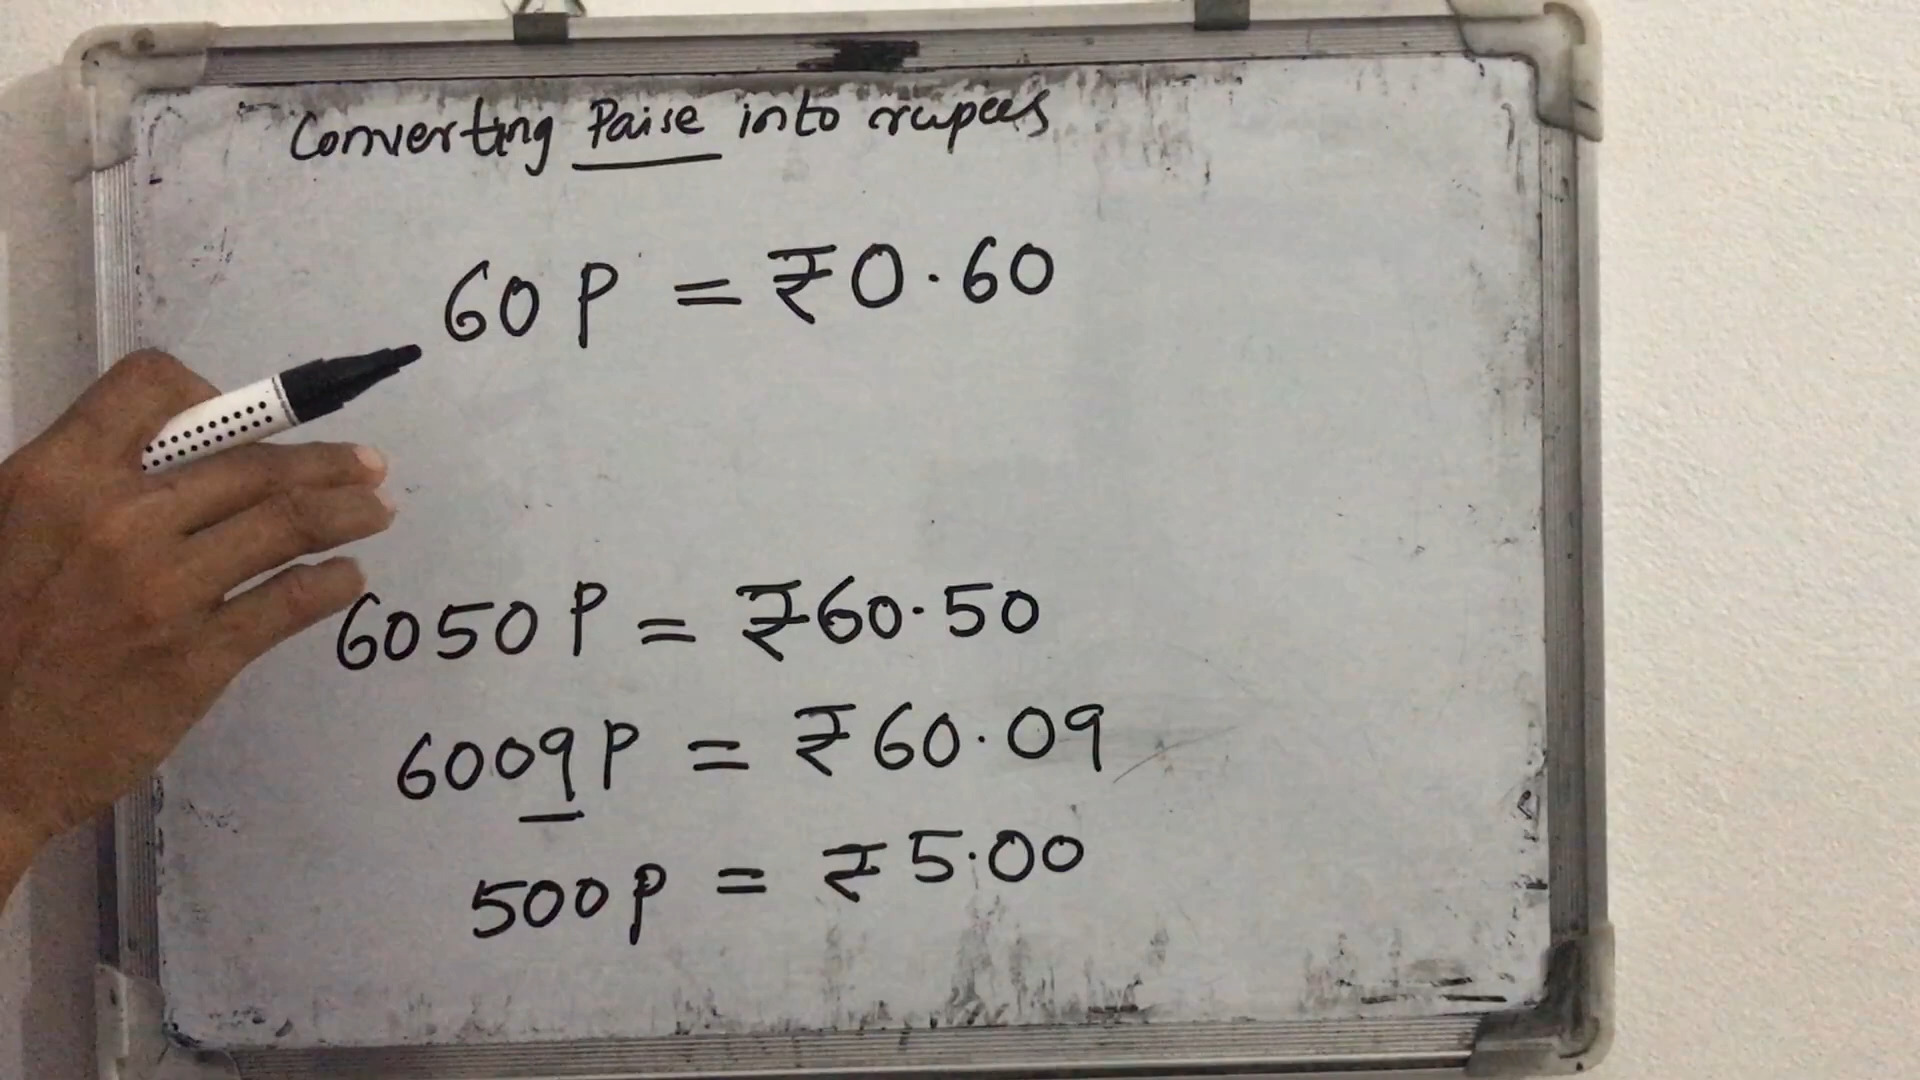 Converting Paise into rupees
60 P = ₹0.60
6050 P = ₹60.50
6009 P = ₹60.09
500 P = ₹5.00